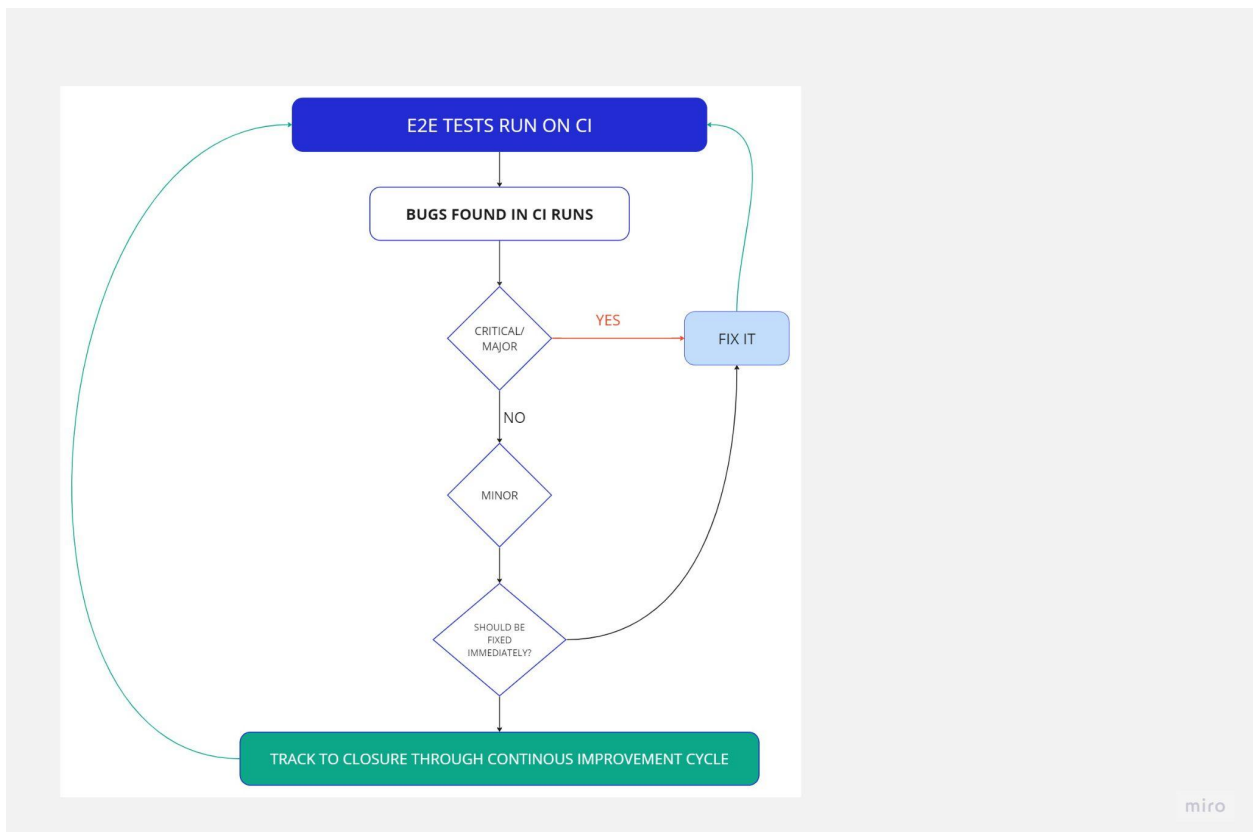 E2E TESTS RUN ON CI
BUGS FOUND IN CI RUNS
CRITICAL/
MAJOR
YES
FIX IT
NO
MINOR
SHOULD BE
FIXED
IMMEDIATELY?
TRACK TO CLOSURE THROUGH CONTINOUS IMPROVEMENT CYCLE
miro